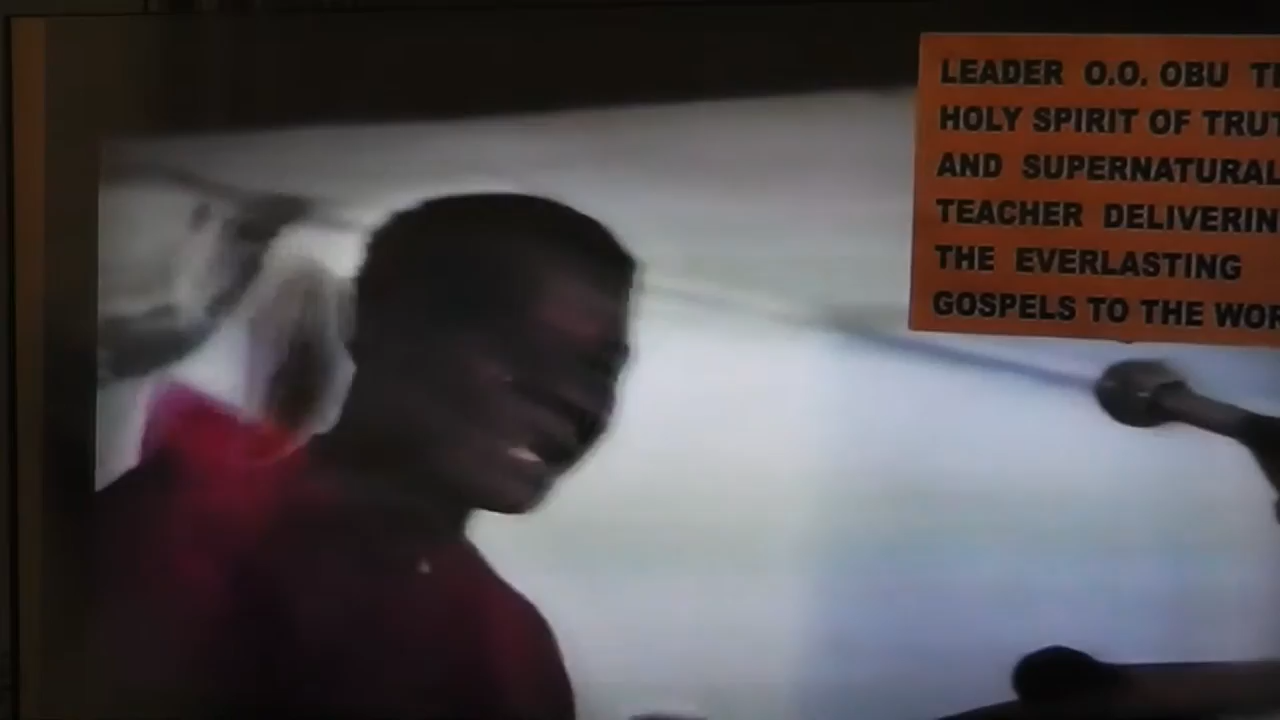 LEADER O.O. OBU
HOLY SPIRIT OF
AND SUPERNATURAL
TEACHER
THE EVERLASTING
GOSPELS TO THE